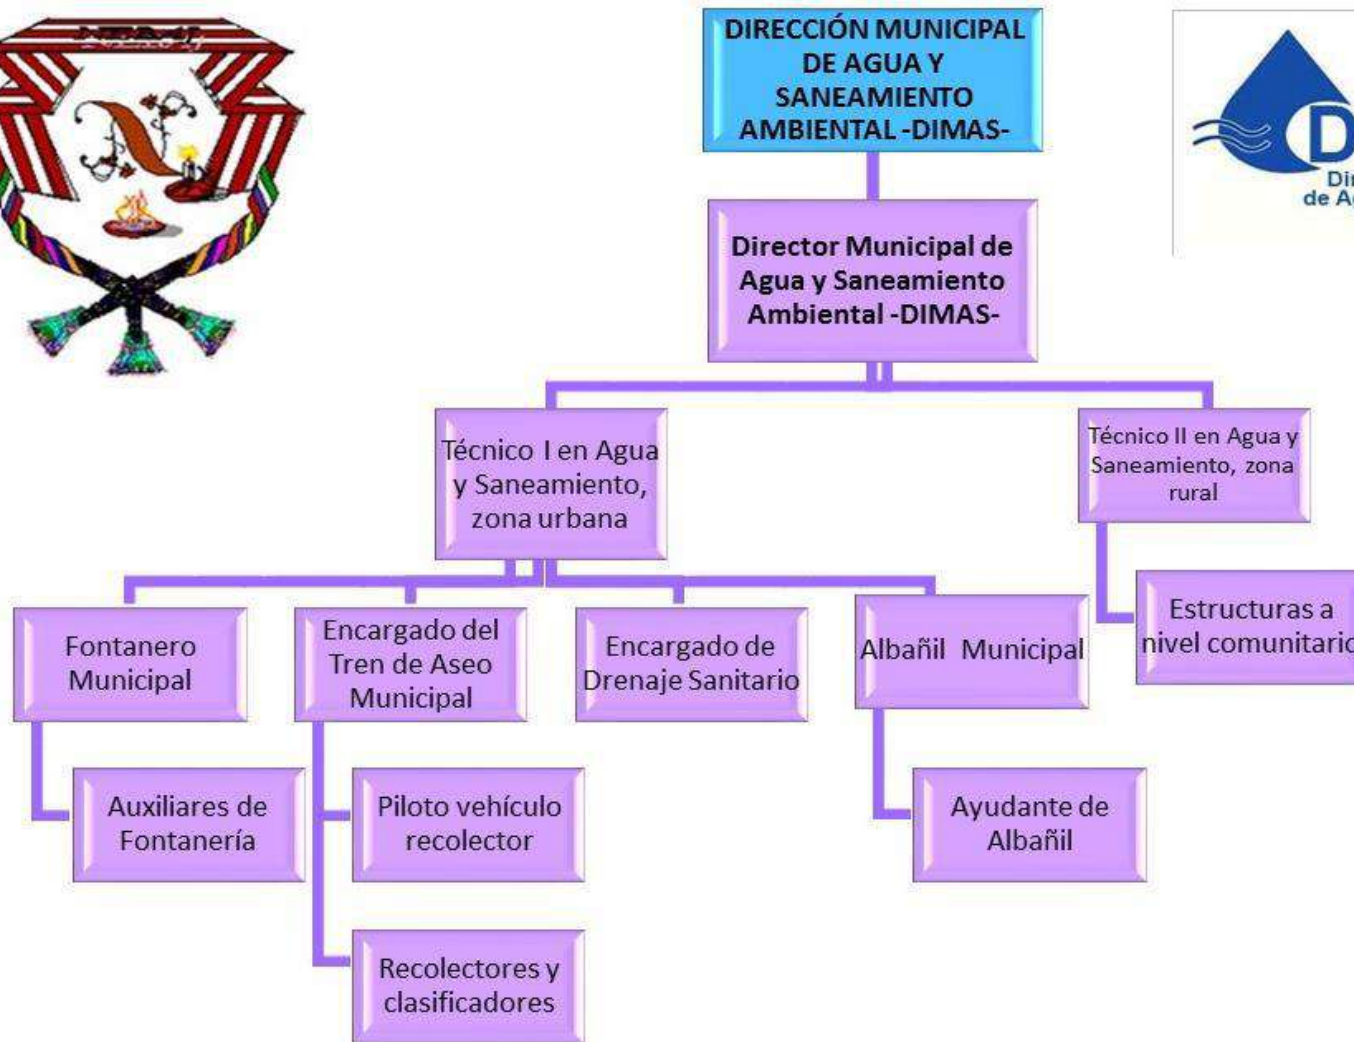 DIRECCIÓN MUNICIPAL
DE AGUA Y
SANEAMIENTO
AMBIENTAL -DIMAS-
Director Municipal de
Agua y Saneamiento
Ambiental -DIMAS-
Técnico I en Agua
y Saneamiento,
zona urbana
Técnico II en Agua y
Saneamiento, zona
rural
Fontanero
Municipal
Encargado del
Tren de Aseo
Municipal
Encargado de
Drenaje Sanitario
Albañil Municipal
Estructuras a
nivel comunitario
Auxiliares de
Fontanería
Piloto vehículo
recolector
Ayudante de
Albañil
Recolectores y
clasificadores